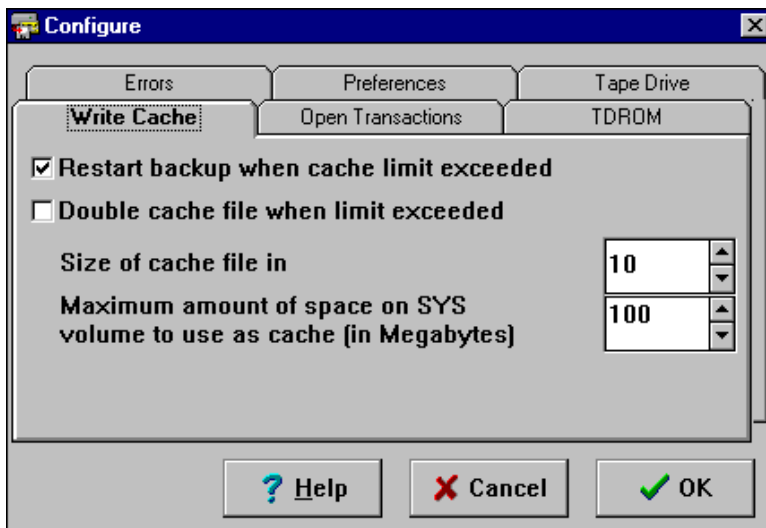 Configure
Errors
Preferences
Tape Drive
Write Cache
Open Transactions
TDROM
Restart backup when cache limit exceeded
Double cache file when limit exceeded
Size of cache file in
10
Maximum amount of space on SYS
volume to use as cache (in Megabytes)
100
? Help
Cancel
OK